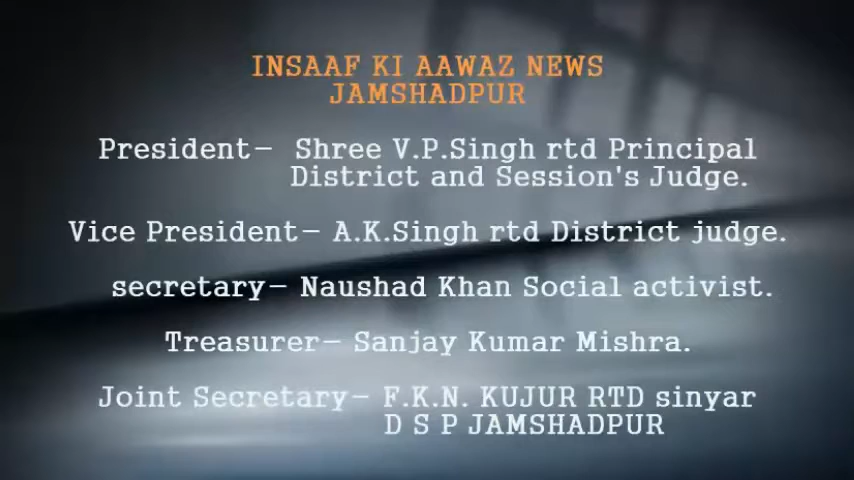 INSAAF KI AAWAZ NEWS
JAMSHADPUR
President- Shree V.P.Singh rtd Principal
District and Session's Judge.
Vice President- A.K.Singh rtd District judge.
secretary- Naushad Khan Social activist.
Treasurer- Sanjay Kumar Mishra.
Joint Secretary- F.K.N. KUJUR RTD sinyar
D S P JAMSHADPUR